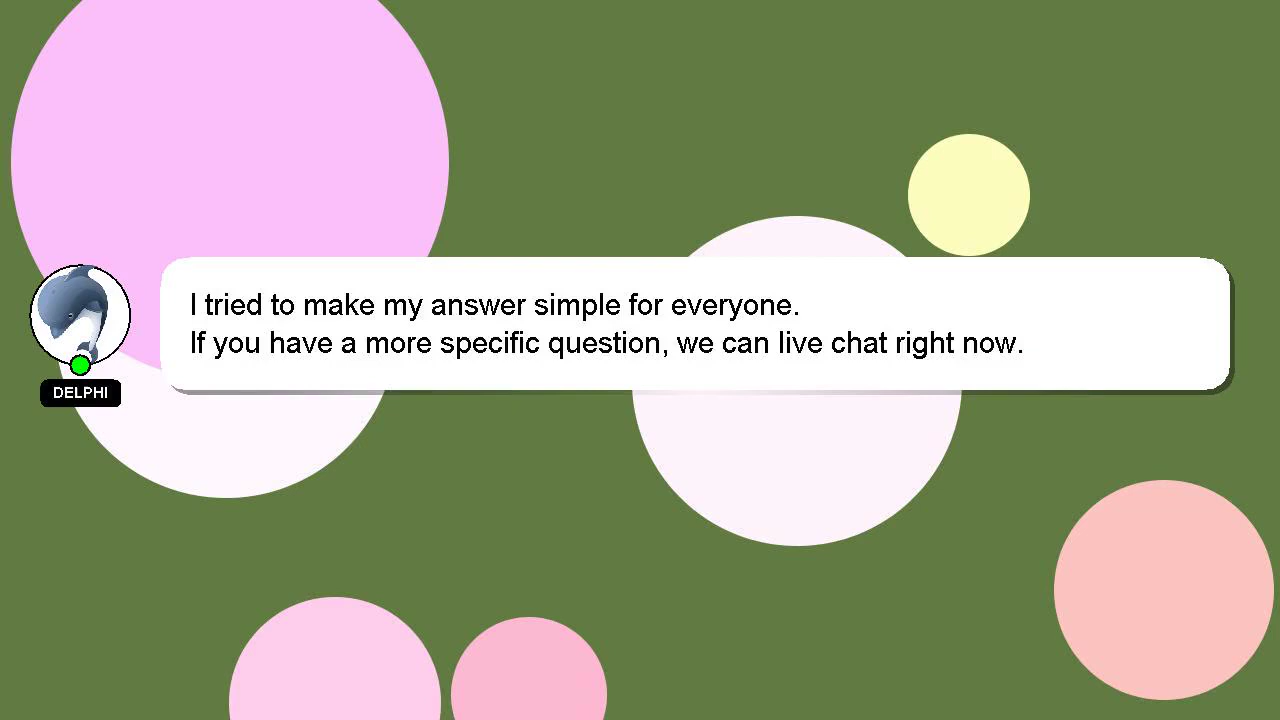 I tried to make my answer simple for everyone.
If you have a more specific question, we can live chat right now.
DELPHI